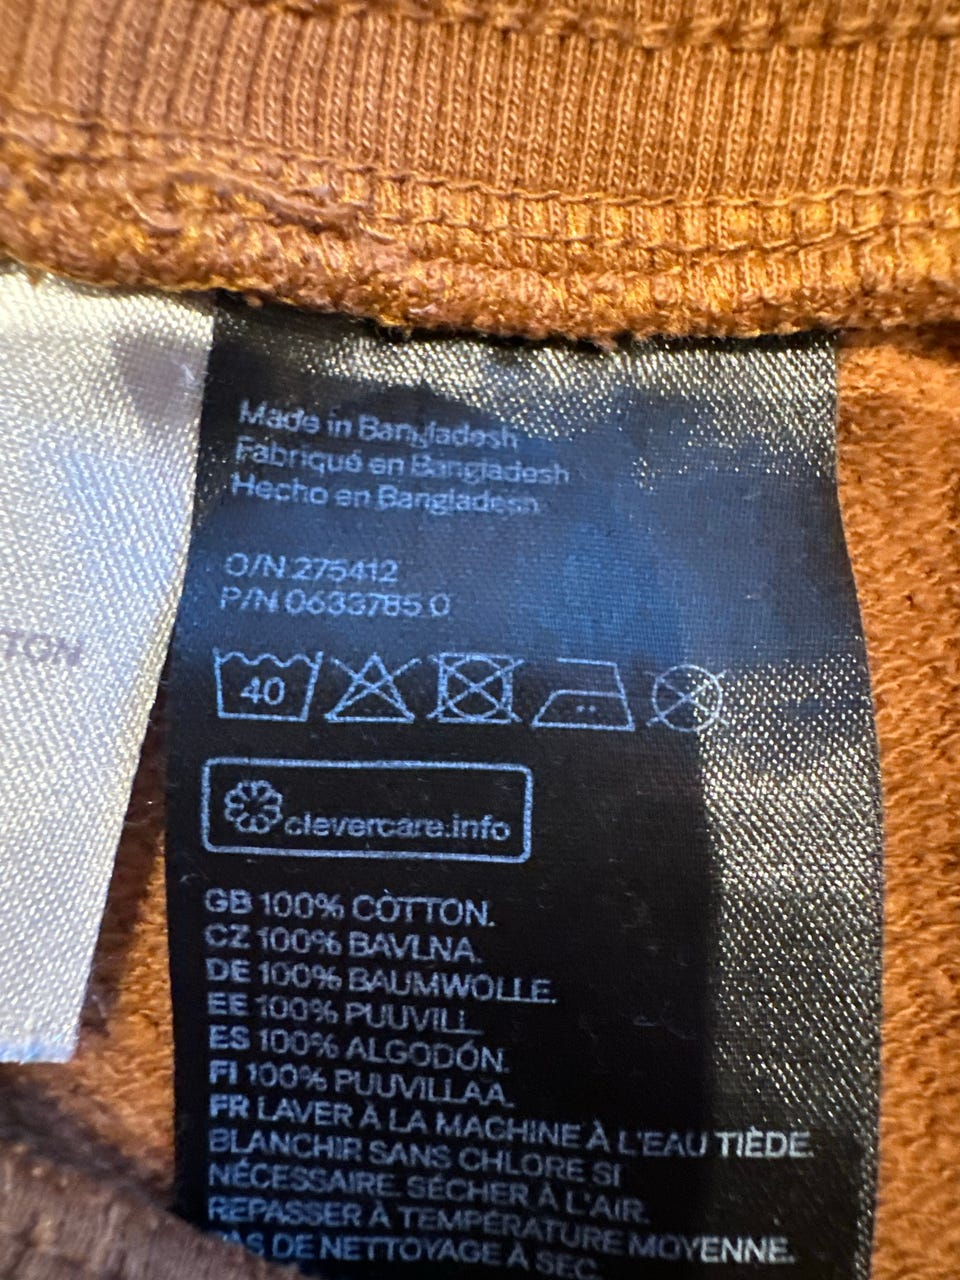 Made in Bangladesh
Fabriqué en Bangladesh
Hecho en Bangladesh
O/N 275412
P/N 0633785 0
40
clevercare.info
GB 100% COTTON.
CZ 100% BAVLNA.
DE 100% BAUMWOLLE.
EE 100% PUUVILL
ES 100% ALGODÓN.
FI 100% PUUVILLAA.
FR LAVER À LA MACHINE À L'EAU TIÈDE.
BLANCHIR SANS CHLORE SI
NÉCESSAIRE. SÉCHER À L'AIR.
REPASSER À TEMPÉRATURE MOYENNE.
PAS DE NETTOYAGE À SEC.